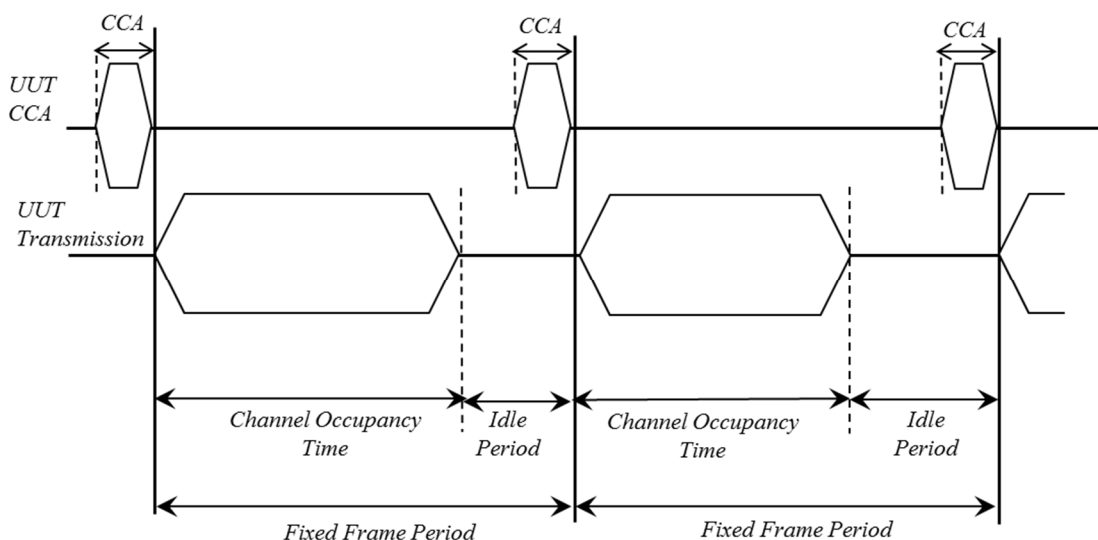 CCA
CCA
CCA
UUT
CCA
UUT
Transmission
Channel Occupancy
Time
Idle
Period
Channel Occupancy
Time
Idle
Period
Fixed Frame Period
Fixed Frame Period